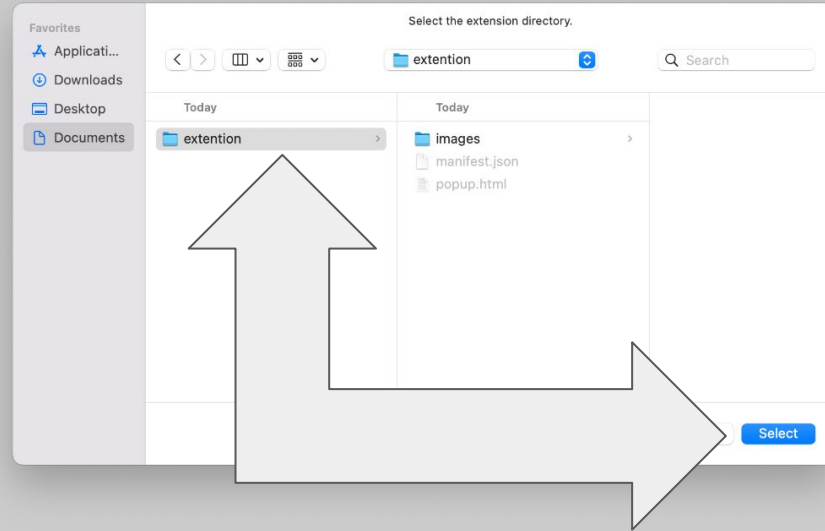 Select the extension directory.
Favorites
Applicati...
Downloads
Desktop
Documents
extention
Search
Today
Today
extention
images
manifest.json
popup.html
Select